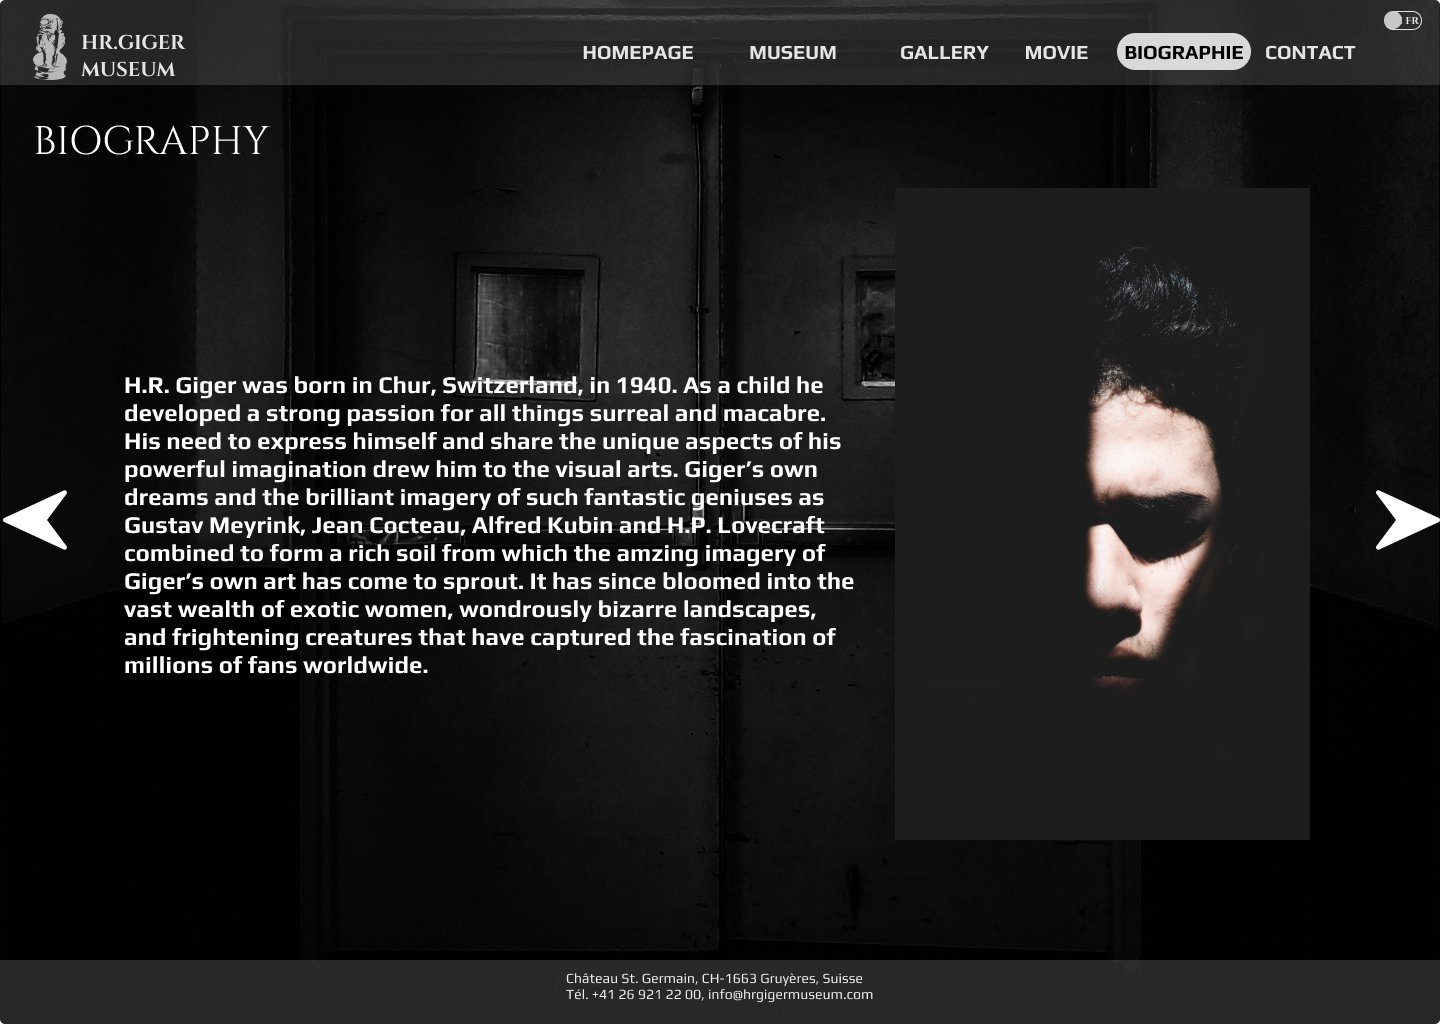 FR
HR.GIGER
MUSEUM
HOMEPAGE MUSEUM GALLERY MOVIE BIOGRAPHIE CONTACT
BIOGRAPHY
H.R. Giger was born in Chur, Switzerland, in 1940. As a child he
developed a strong passion for all things surreal and macabre.
His need to express himself and share the unique aspects of his
powerful imagination drew him to the visual arts. Giger’s own
dreams and the brilliant imagery of such fantastic geniuses as
Gustav Meyrink, Jean Cocteau, Alfred Kubin and H.P. Lovecraft
combined to form a rich soil from which the amzing imagery of
Giger’s own art has come to sprout. It has since bloomed into the
vast wealth of exotic women, wondrously bizarre landscapes,
and frightening creatures that have captured the fascination of
millions of fans worldwide.
Château St. Germain, CH-1663 Gruyères, Suisse
Tél. +41 26 921 22 00, info@hrgigermuseum.com